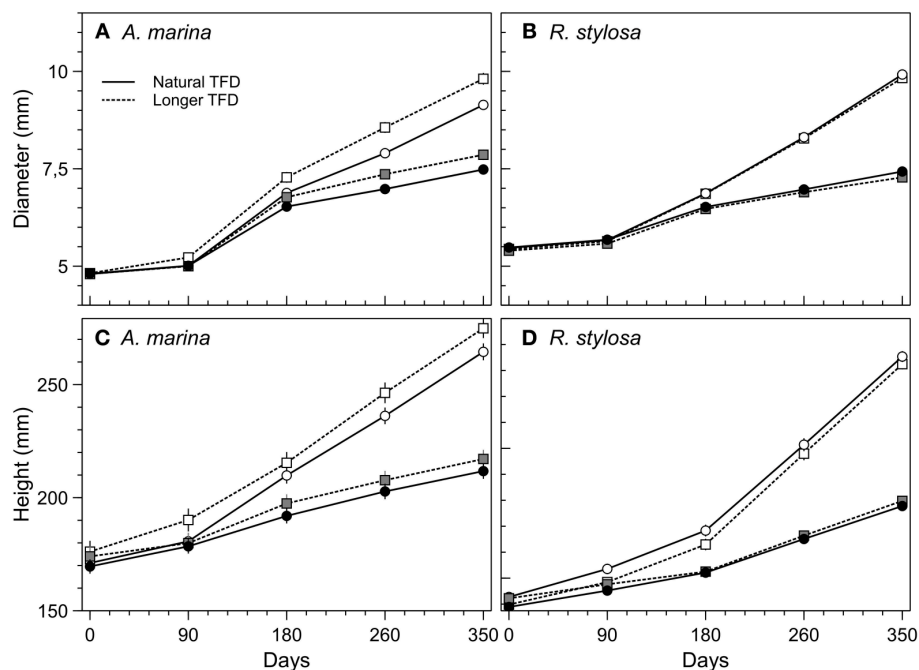 A A. marina
B R. stylosa
Natural TFD
Longer TFD
10
7.5
5
Diameter (mm)
C A. marina
D R. stylosa
250
200
150
Height (mm)
0 90 180 260 350
0 90 180 260 350
Days
Days